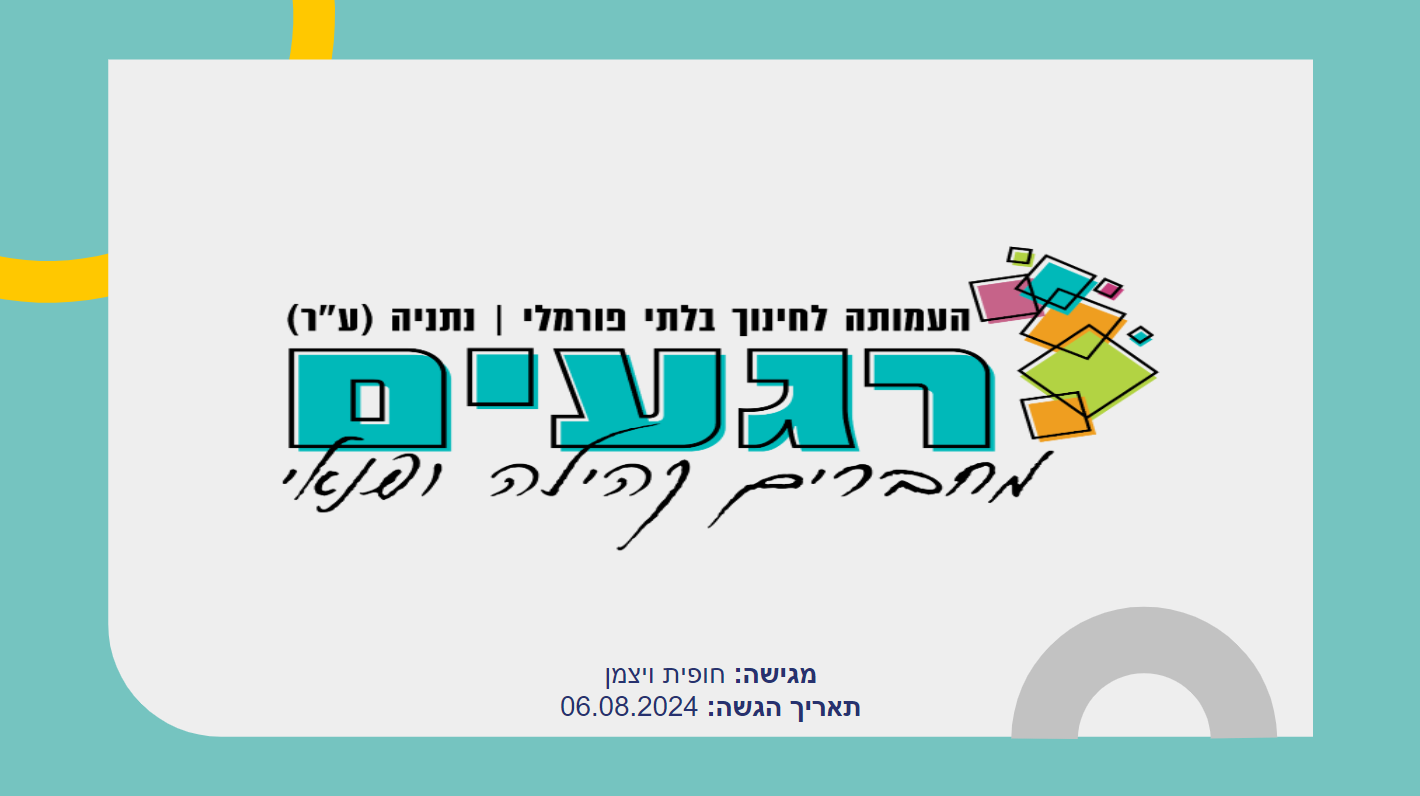 העמותה לחינוך בלתי פורמלי | נתניה (ע"ר)
רגעים
מחברים קהילה ופנאי
מגישה: חופית ויצמן
תאריך הגשה: 06.08.2024